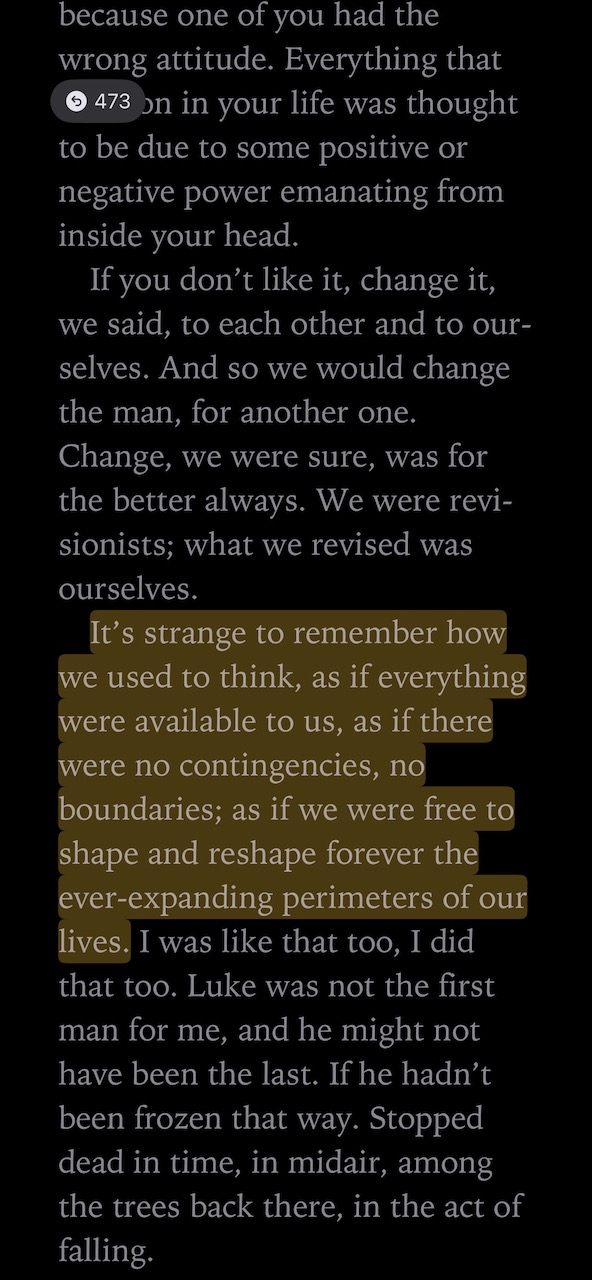 because one of you had the
wrong attitude. Everything that
473 on in your life was thought
to be due to some positive or
negative power emanating from
inside your head.
If you don’t like it, change it,
we said, to each other and to our-
selves. And so we would change
the man, for another one.
Change, we were sure, was for
the better always. We were revi-
sionists; what we revised was
ourselves.
It’s strange to remember how
we used to think, as if everything
were available to us, as if there
were no contingencies, no
boundaries; as if we were free to
shape and reshape forever the
ever-expanding perimeters of our
lives. I was like that too, I did
that too. Luke was not the first
man for me, and he might not
have been the last. If he hadn’t
been frozen that way. Stopped
dead in time, in midair, among
the trees back there, in the act of
falling.